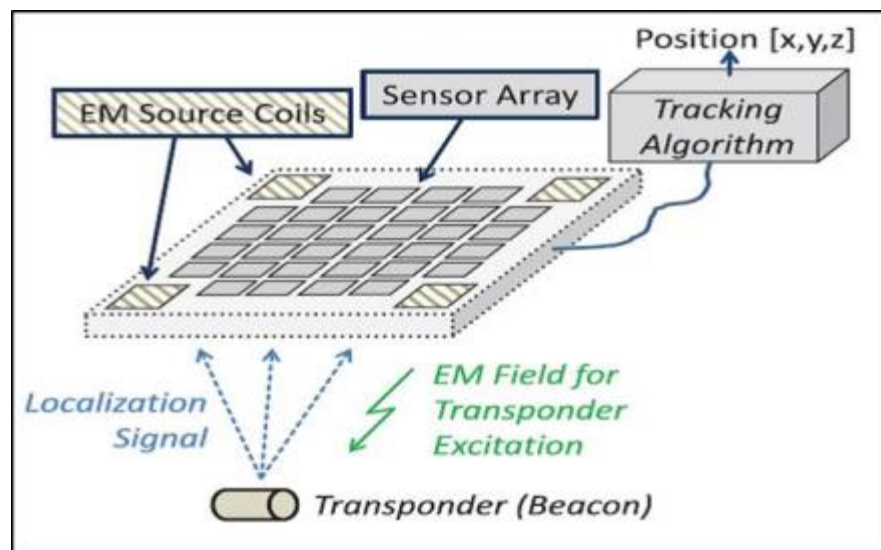 Position [x,y,z]
Sensor Array
EM Source Coils
Tracking
Algorithm
Localization
Signal
EM Field for
Transponder
Excitation
Transponder (Beacon)